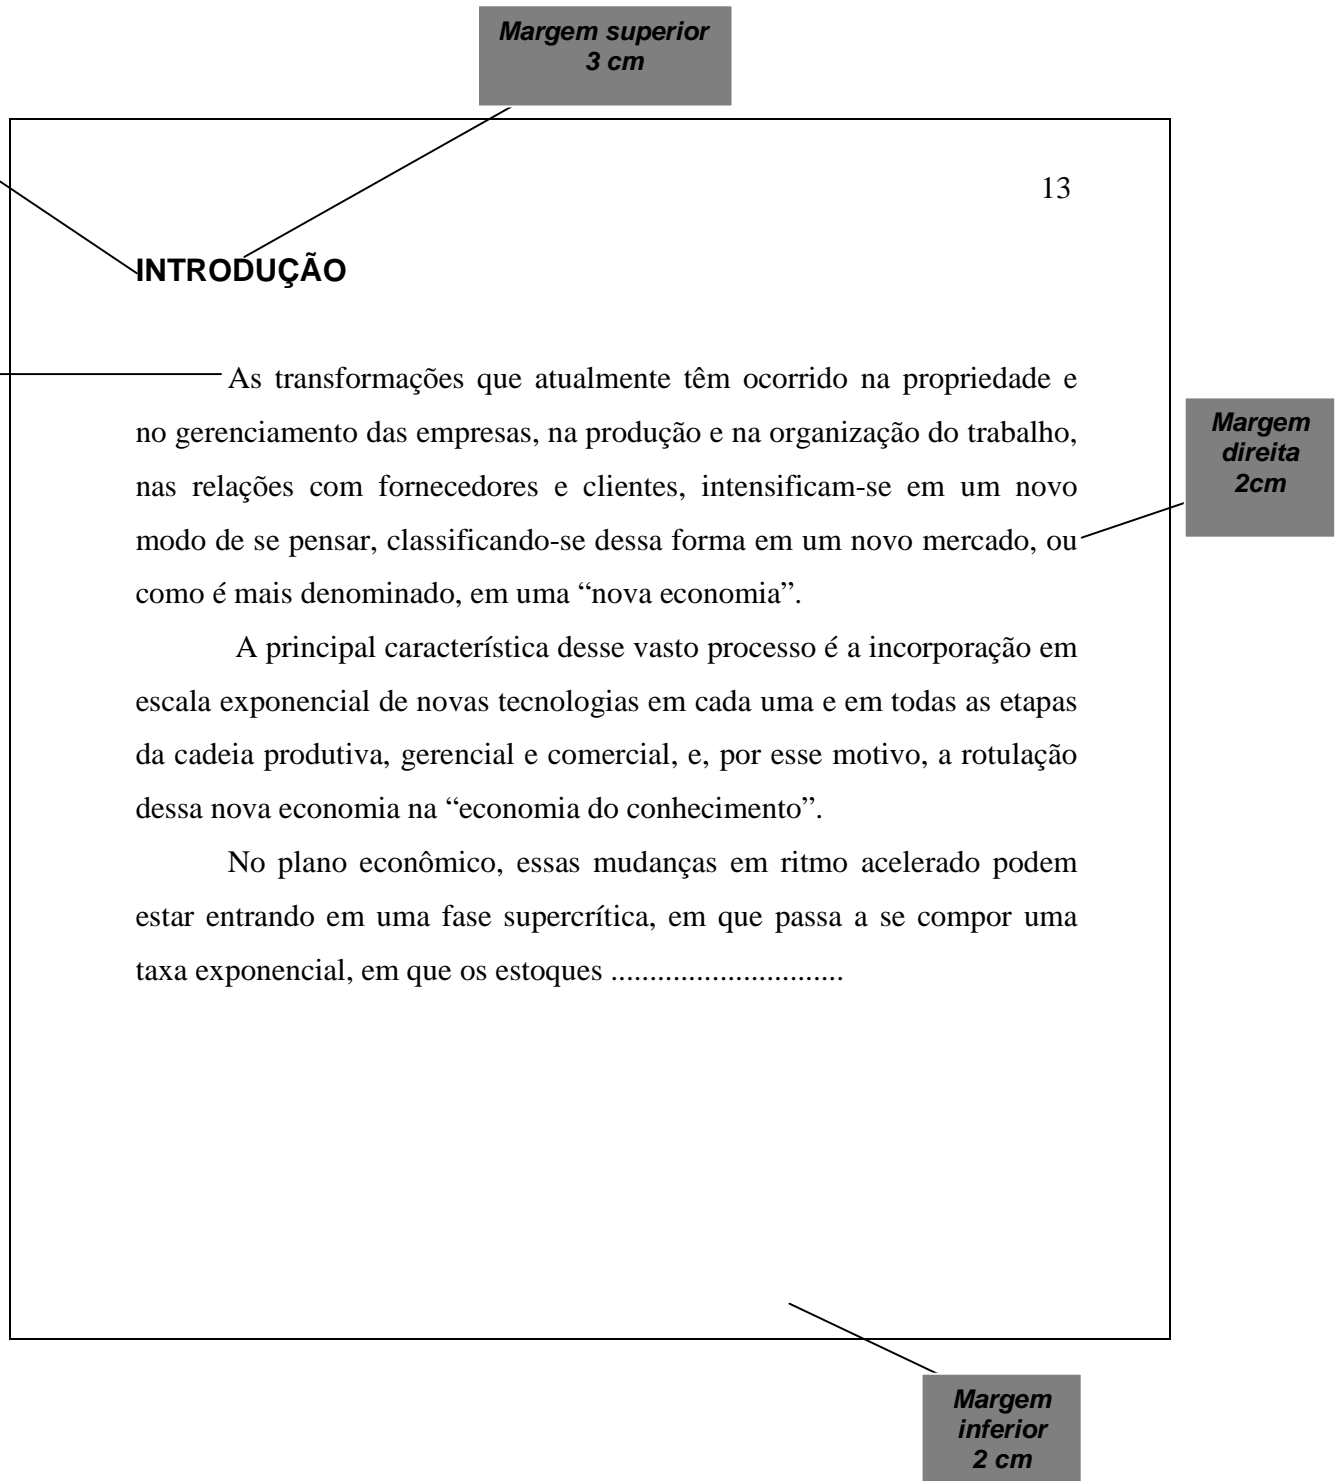 Margem superior
3 cm
13
INTRODUÇÃO
As transformações que atualmente têm ocorrido na propriedade e
no gerenciamento das empresas, na produção e na organização do trabalho,
nas relações com fornecedores e clientes, intensificam-se em um novo
modo de se pensar, classificando-se dessa forma em um novo mercado, ou
como é mais denominado, em uma “nova economia”.
A principal característica desse vasto processo é a incorporação em
escala exponencial de novas tecnologias em cada uma e em todas as etapas
da cadeia produtiva, gerencial e comercial, e, por esse motivo, a rotulação
dessa nova economia na “economia do conhecimento”.
No plano econômico, essas mudanças em ritmo acelerado podem
estar entrando em uma fase supercrítica, em que passa a se compor uma
taxa exponencial, em que os estoques ..............................
Margem
direita
2cm
Margem
inferior
2 cm